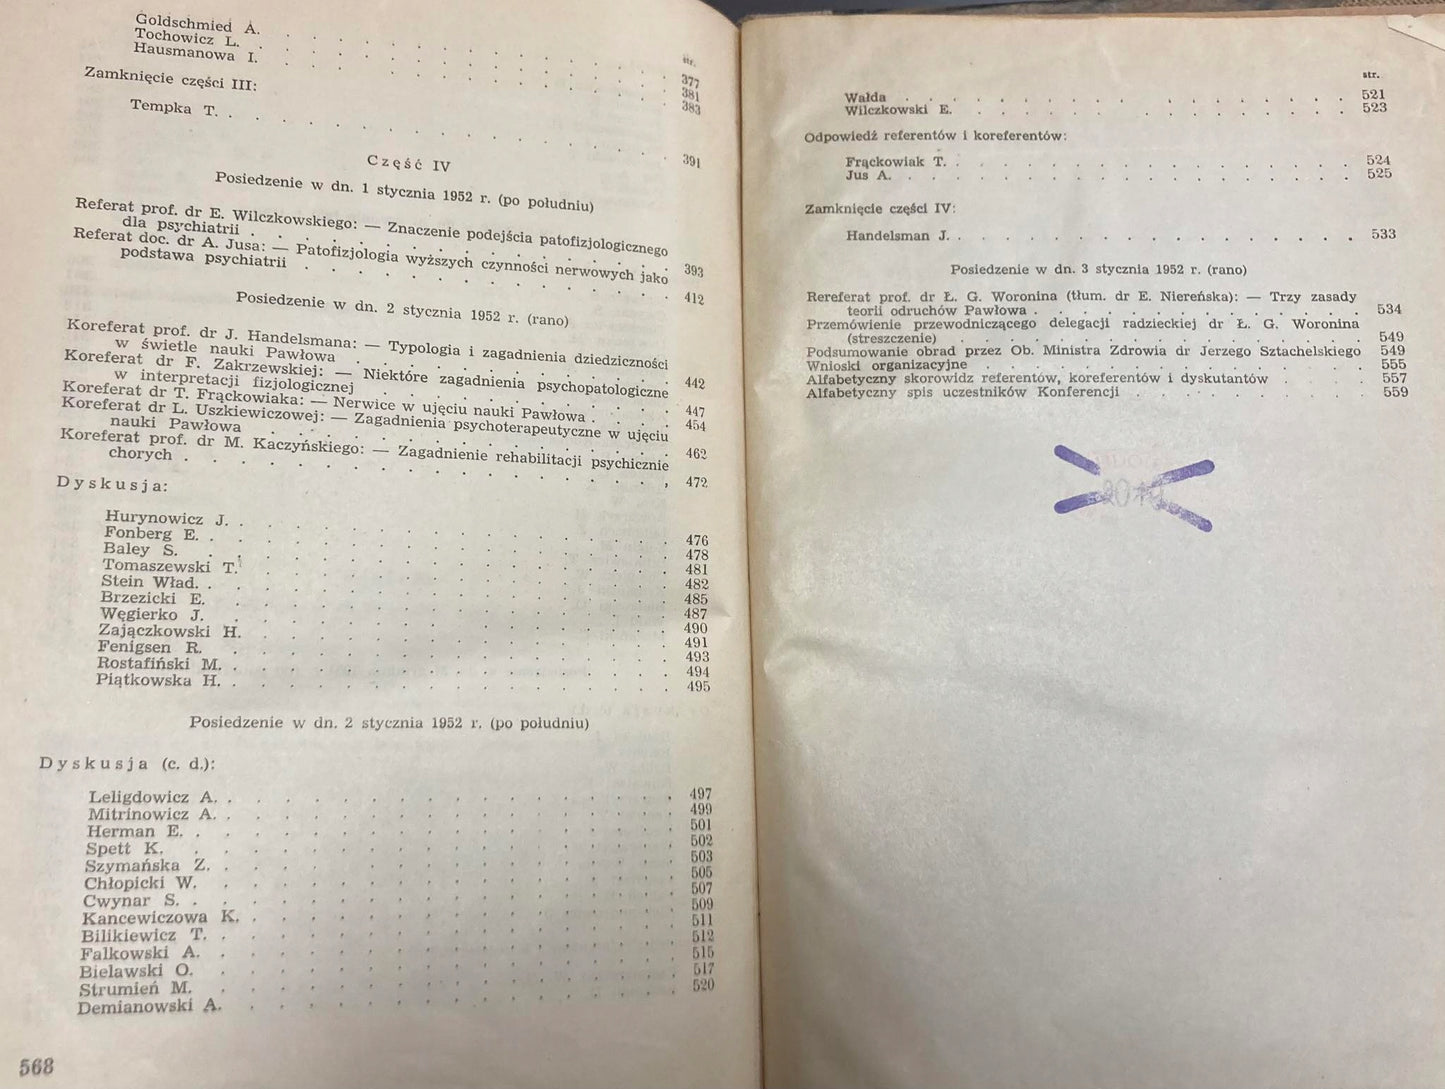 str.
Goldschmied A. 377
Tochowicz L. 381
Hausmanowa I. 383
Zamknięcie części III:
Tempka T. 391
Część IV
Posiedzenie w dn. 1 stycznia 1952 r. (po południu)
Referat prof. dr E. Wilczkowskiego: — Znaczenie podejścia patofizjologicznego
dla psychiatrii 393
Referat doc. dr A. Jusa: — Patofizjologia wyższych czynności nerwowych jako
podstawa psychiatrii 412
Posiedzenie w dn. 2 stycznia 1952 r. (rano)
Koreferat prof. dr J. Handelsmana: — Typologia i zagadnienia dziedziczności
w świetle nauki Pawłowa 442
Koreferat dr F. Zakrzewskiej: — Niektóre zagadnienia psychopatologiczne
w interpretacji fizjologicznej 447
Koreferat dr T. Frąckowiaka: — Nerwice w ujęciu nauki Pawłowa 454
Koreferat dr L. Uszkiewiczowej: — Zagadnienia psychoterapeutyczne w ujęciu
nauki Pawłowa 462
Koreferat prof. dr M. Kaczyńskiego: — Zagadnienie rehabilitacji psychicznie
chorych 472
Dyskusja:
Hurynowicz J. 476
Fonberg E. 478
Baley S. 481
Tomaszewski T. 482
Stein Wład. 485
Brzezicki E. 487
Węgierko J. 490
Zajączkowski H. 491
Fenigsen R. 493
Rostafiński M. 494
Piątkowska H. 495
Posiedzenie w dn. 2 stycznia 1952 r. (po południu)
Dyskusja (c. d.):
Leligdowicz A. 497
Mitrinowicz A. 499
Herman E. 501
Spett K. 502
Szymańska Z. 503
Chłopicki W. 505
Cwynar S. 507
Kancewiczowa K. 509
Bilikiewicz T. 511
Falkowski A. 512
Bielawski O. 515
Strumień M. 517
Demianowski A. 520
568
str.
Wałda 521
Wilczkowski E. 523
Odpowiedź referentów i koreferentów:
Frąckowiak T. 524
Jus A. 525
Zamknięcie części IV:
Handelsman J. 533
Posiedzenie w dn. 3 stycznia 1952 r. (rano)
Rereferat prof. dr Ł. G. Woronina (tłum. dr E. Niereńska): — Trzy zasady
teorii odruchów Pawłowa 534
Przemówienie przewodniczącego delegacji radzieckiej dr Ł. G. Woronina
(streszczenie) 549
Podsumowanie obrad przez Ob. Ministra Zdrowia dr Jerzego Sztachelskiego 549
Wnioski organizacyjne 555
Alfabetyczny skorowidz referentów, koreferentów i dyskutantów 557
Alfabetyczny spis uczestników Konferencji 559